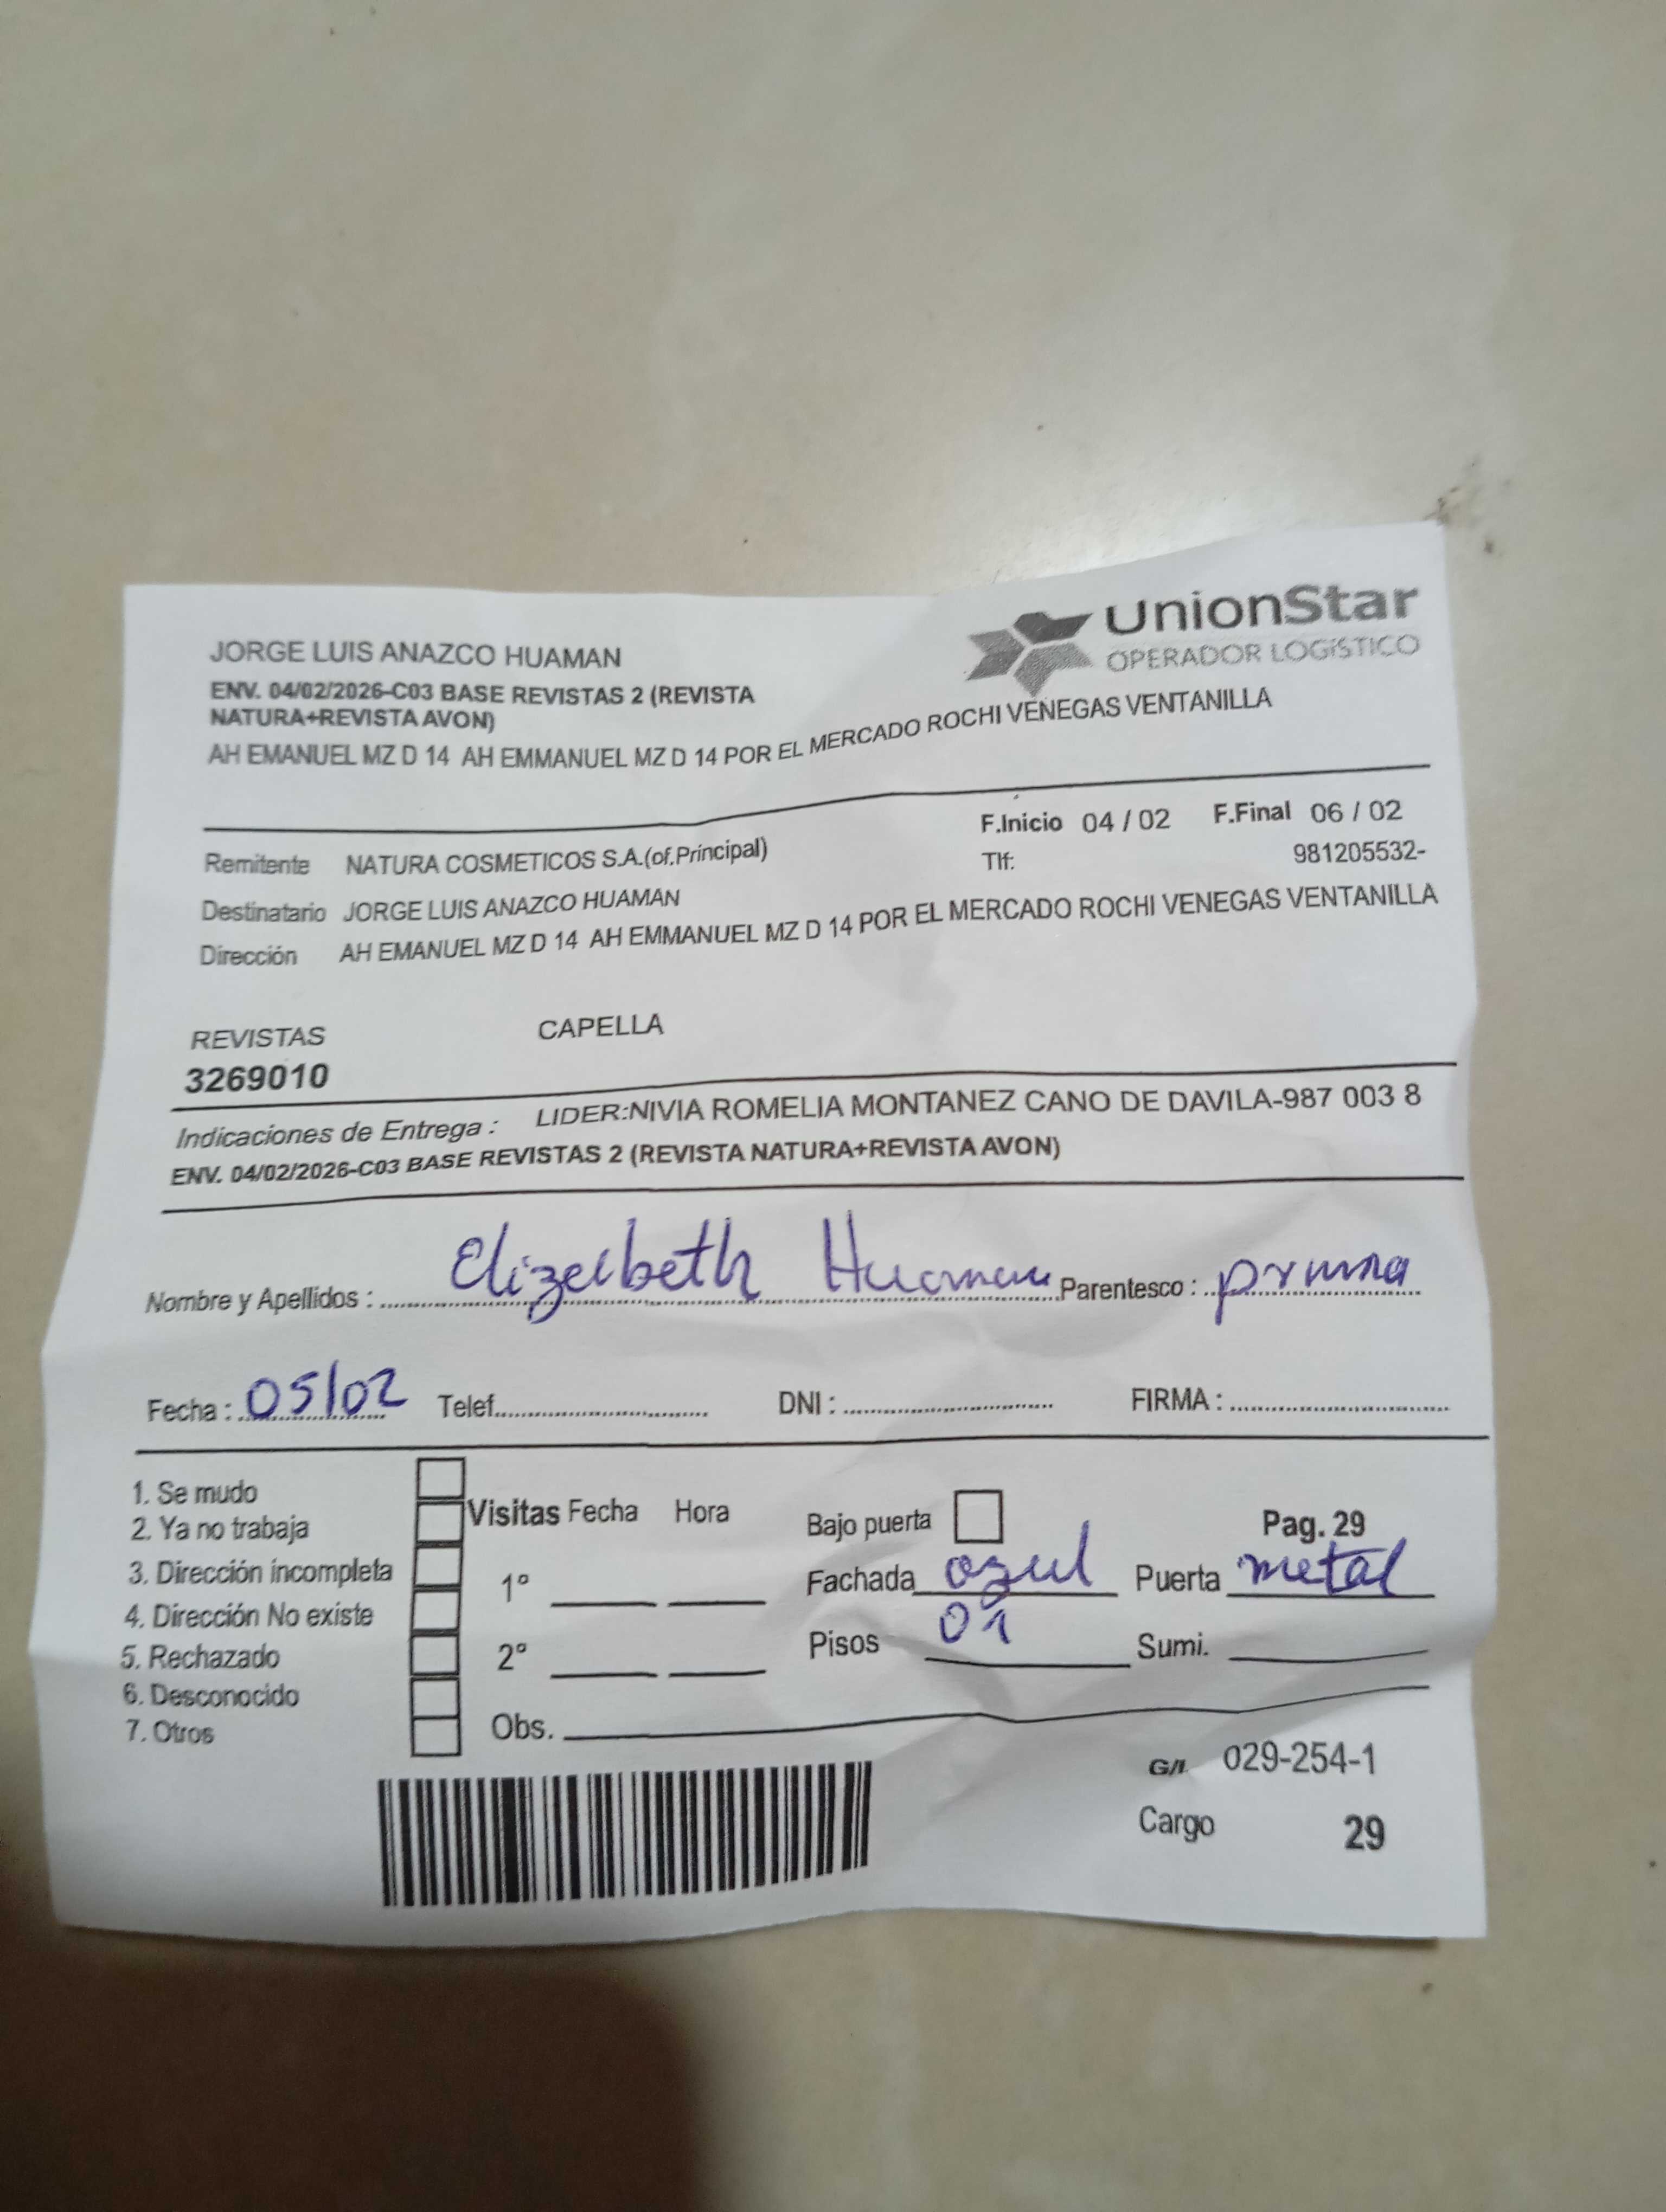 UnionStar
OPERADOR LOGÍSTICO
JORGE LUIS ANAZCO HUAMAN
ENV. 04/02/2026-C03 BASE REVISTAS 2 (REVISTA
NATURA+REVISTA AVON)
AH EMANUEL MZ D 14 AH EMMANUEL MZ D 14 POR EL MERCADO ROCHI VENEGAS VENTANILLA
F.Inicio 04 / 02 F.Final 06 / 02
Remitente NATURA COSMETICOS S.A.(of.Principal) Tlf: 981205532-
Destinatario JORGE LUIS ANAZCO HUAMAN
Dirección AH EMANUEL MZ D 14 AH EMMANUEL MZ D 14 POR EL MERCADO ROCHI VENEGAS VENTANILLA
REVISTAS CAPELLA
3269010
Indicaciones de Entrega : LIDER:NIVIA ROMELIA MONTANEZ CANO DE DAVILA-987 003 8
ENV. 04/02/2026-C03 BASE REVISTAS 2 (REVISTA NATURA+REVISTA AVON)
Nombre y Apellidos : Elizabeth Huaman Parentesco : prima
Fecha : 05/02 Telef. DNI : FIRMA :
1. Se mudo
2. Ya no trabaja
3. Dirección incompleta
4. Dirección No existe
5. Rechazado
6. Desconocido
7. Otros
Visitas Fecha Hora
1°
2°
Obs.
Bajo puerta Pag. 29
Fachada azul Puerta metal
Pisos 01 Sumi.
G/I. 029-254-1
Cargo 29